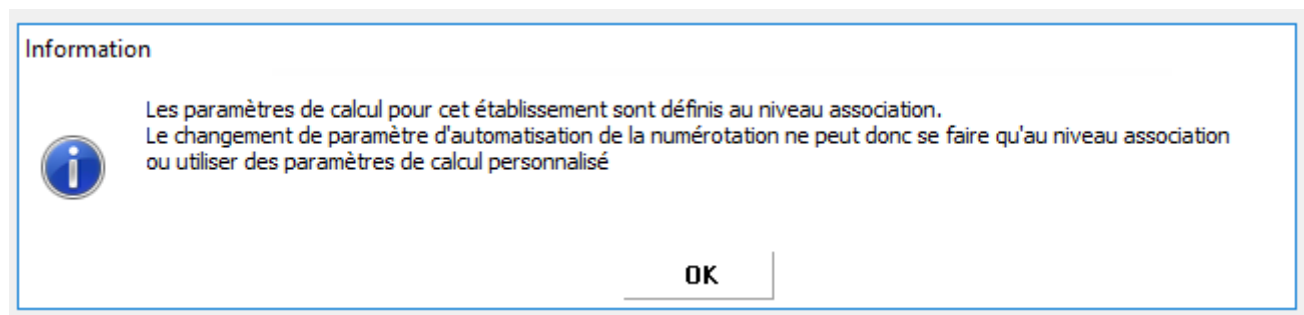 Information
Les paramètres de calcul pour cet établissement sont définis au niveau association.
Le changement de paramètre d'automatisation de la numérotation ne peut donc se faire qu'au niveau association
ou utiliser des paramètres de calcul personnalisé
OK